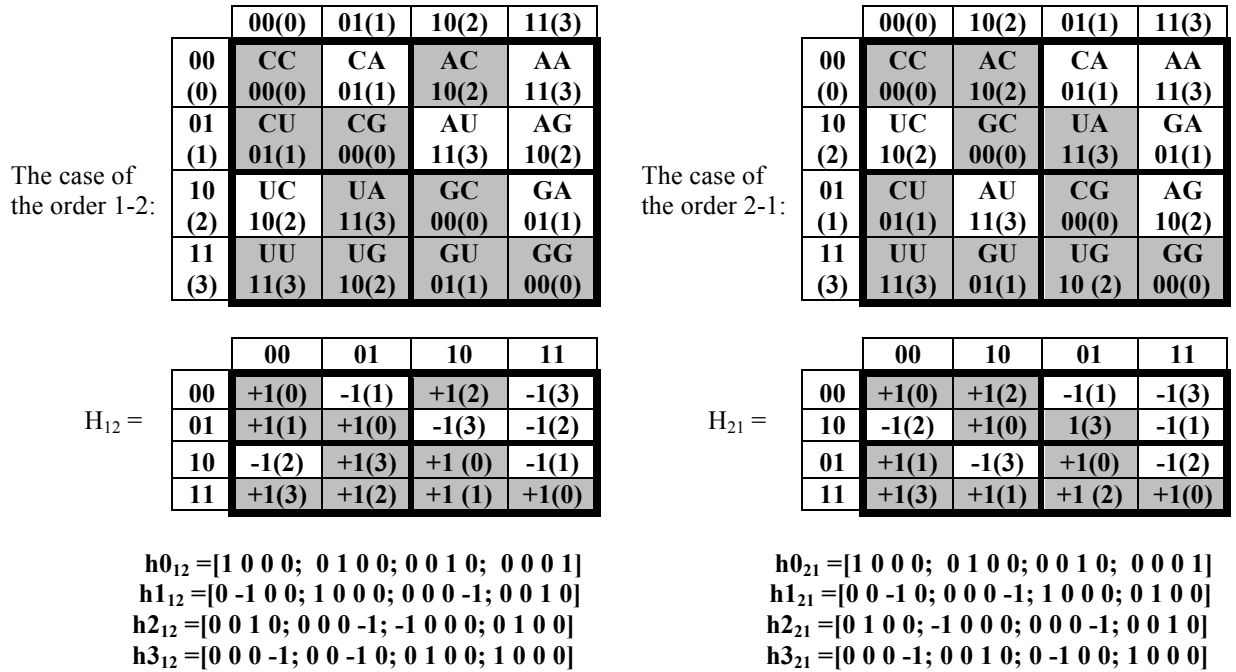 00(0) 01(1) 10(2) 11(3)
00 CC CA AC AA
(0) 00(0) 01(1) 10(2) 11(3)
01 CU CG AU AG
(1) 01(1) 00(0) 11(3) 10(2)
The case of
the order 1-2:
10 UC UA GC GA
(2) 10(2) 11(3) 00(0) 01(1)
11 UU UG GU GG
(3) 11(3) 10(2) 01(1) 00(0)
00(0) 10(2) 01(1) 11(3)
00 CC AC CA AA
(0) 00(0) 10(2) 01(1) 11(3)
10 UC GC UA GA
(2) 10(2) 00(0) 11(3) 01(1)
The case of
the order 2-1:
01 CU AU CG AG
(1) 01(1) 11(3) 00(0) 10(2)
11 UU GU UG GG
(3) 11(3) 01(1) 10 (2) 00(0)
00 01 10 11
00 +1(0) -1(1) +1(2) -1(3)
H₁₂ =
01 +1(1) +1(0) -1(3) -1(2)
10 -1(2) +1(3) +1 (0) -1(1)
11 +1(3) +1(2) +1 (1) +1(0)
00 10 01 11
00 +1(0) +1(2) -1(1) -1(3)
H₂₁ =
10 -1(2) +1(0) 1(3) -1(1)
01 +1(1) -1(3) +1(0) -1(2)
11 +1(3) +1(1) +1 (2) +1(0)
h0₁₂ =[1 0 0 0; 0 1 0 0; 0 0 1 0; 0 0 0 1]
h1₁₂ =[0 -1 0 0; 1 0 0 0; 0 0 0 -1; 0 0 1 0]
h2₁₂ =[0 0 1 0; 0 0 0 -1; -1 0 0 0; 0 1 0 0]
h3₁₂ =[0 0 0 -1; 0 0 -1 0; 0 1 0 0; 1 0 0 0]
h0₂₁ =[1 0 0 0; 0 1 0 0; 0 0 1 0; 0 0 0 1]
h1₂₁ =[0 0 -1 0; 0 0 0 -1; 1 0 0 0; 0 1 0 0]
h2₂₁ =[0 1 0 0; -1 0 0 0; 0 0 0 -1; 0 0 1 0]
h3₂₁ =[0 0 0 -1; 0 0 1 0; 0 -1 0 0; 1 0 0 0]